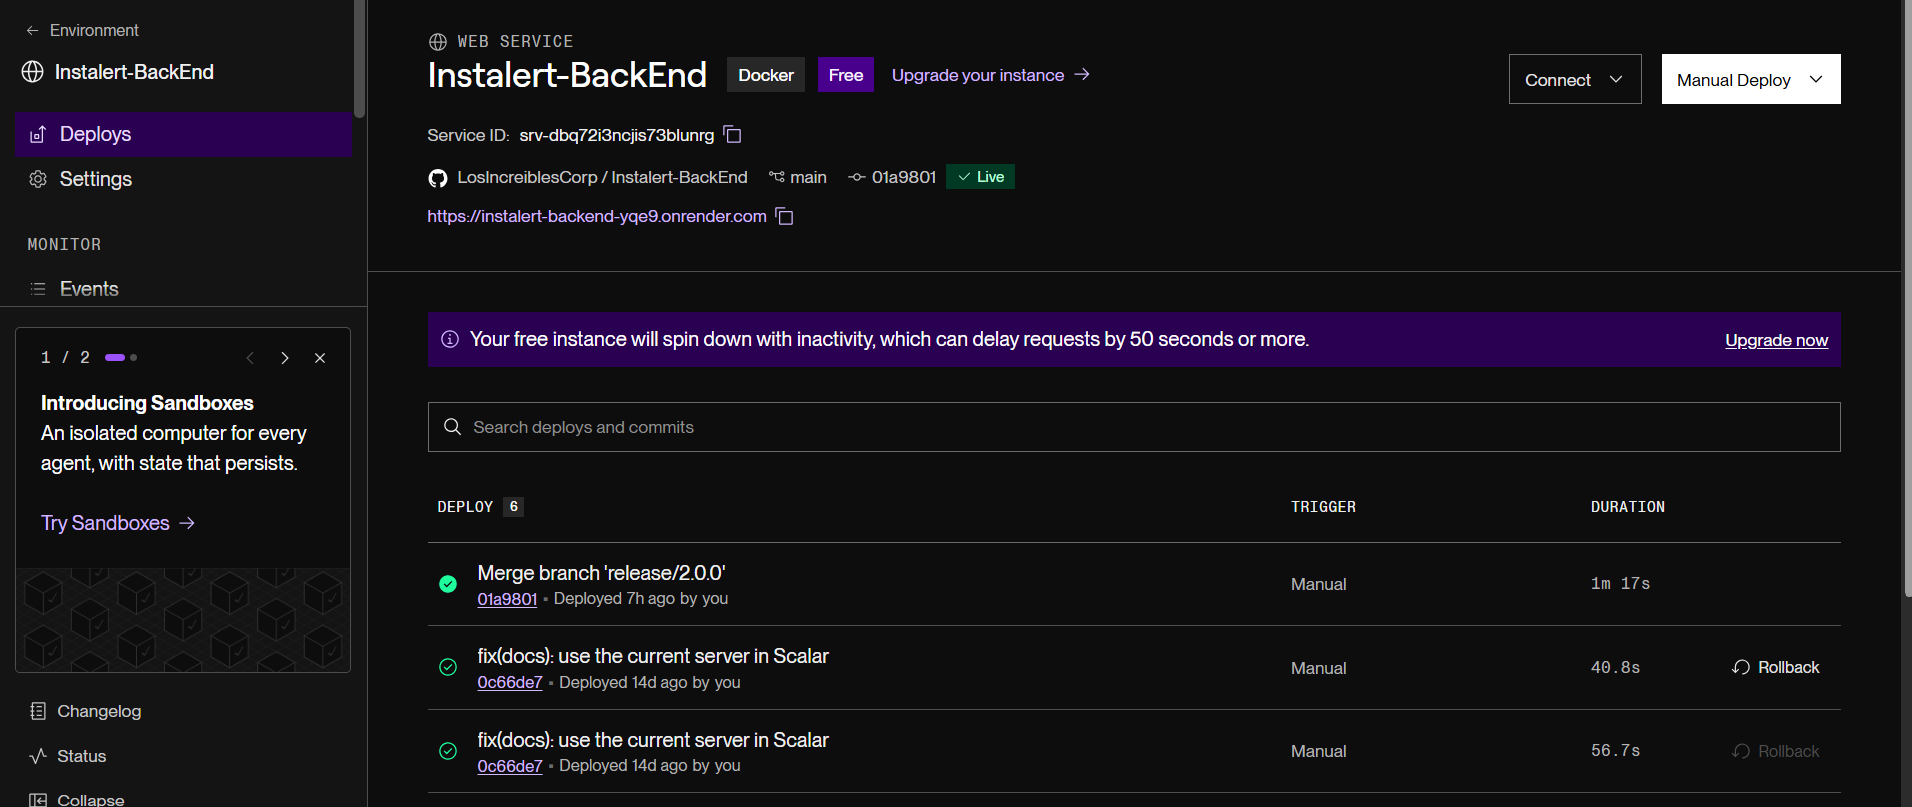 Environment
Instalert-BackEnd
Deploys
Settings
MONITOR
Events
1 / 2
Introducing Sandboxes
An isolated computer for every
agent, with state that persists.
Try Sandboxes
Changelog
Status
Collapse
WEB SERVICE
Instalert-BackEnd Docker Free Upgrade your instance
Connect
Manual Deploy
Service ID: srv-dbq72i3ncjis73blunrg
LosIncreiblesCorp / Instalert-BackEnd main 01a9801 Live
https://instalert-backend-yqe9.onrender.com
Your free instance will spin down with inactivity, which can delay requests by 50 seconds or more. Upgrade now
Search deploys and commits
DEPLOY 6 TRIGGER DURATION
Merge branch 'release/2.0.0'
01a9801 Deployed 7h ago by you
Manual
1m 17s
fix(docs): use the current server in Scalar
0c66de7 Deployed 14d ago by you
Manual
40.8s
Rollback
fix(docs): use the current server in Scalar
0c66de7 Deployed 14d ago by you
Manual
56.7s
Rollback